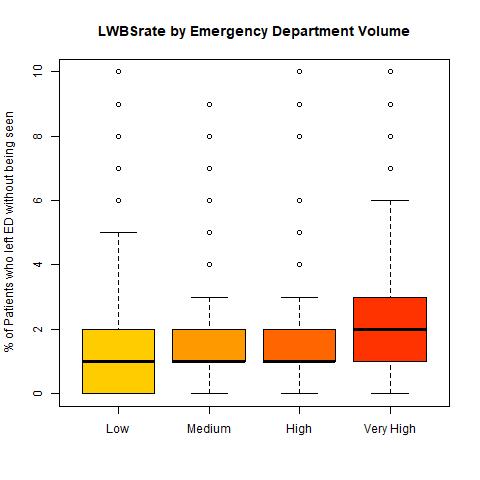 LWBSrate by Emergency Department Volume
% of Patients who left ED without being seen
10
8
6
4
2
0
Low Medium High Very High